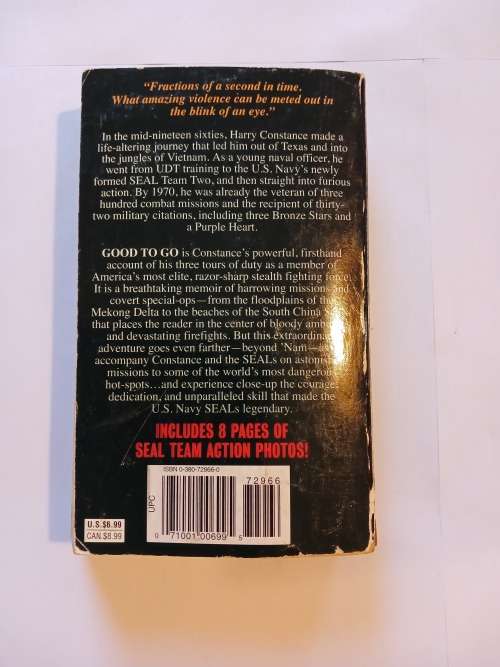 “Fractions of a second in time.
What amazing violence can be meted out in
the blink of an eye.”
In the mid-nineteen sixties, Harry Constance made a
life-altering journey that led him out of Texas and into
the jungles of Vietnam. As a young naval officer, he
went from UDT training to the U.S. Navy's newly
formed SEAL Team Two, and then straight into furious
action. By 1970, he was already the veteran of three
hundred combat missions and the recipient of thirty-
two military citations, including three Bronze Stars and
a Purple Heart.
GOOD TO GO is Constance's powerful, firsthand
account of his three tours of duty as a member of
America's most elite, razor-sharp stealth fighting force.
It is a breathtaking memoir of harrowing missions and
covert special-ops—from the floodplains of the
Mekong Delta to the beaches of the South China
that places the reader in the center of bloody
and devastating firefights. But this extraordinary
adventure goes even farther—beyond 'Nam—as
accompany Constance and the SEALs on
missions to some of the world's most dangerous
hot-spots...and experience close-up the courage,
dedication, and unparalleled skill that made the
U.S. Navy SEALs legendary.
INCLUDES 8 PAGES OF
SEAL TEAM ACTION PHOTOS!
ISBN 0-380-72966-0
72966
UPC
U.S.$6.99
CAN.$8.99
0 71001 00699 5